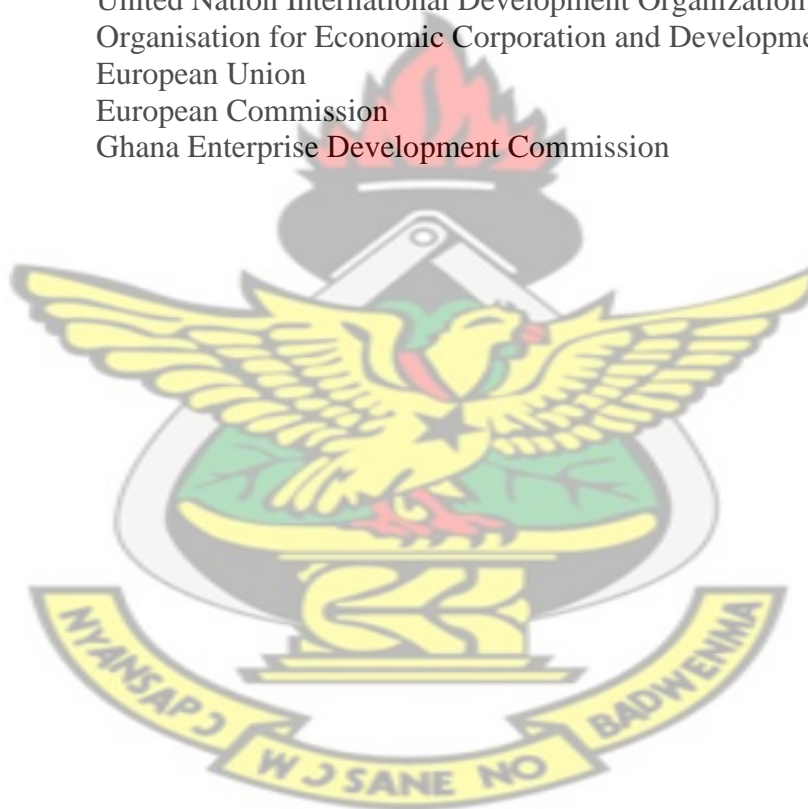 United Nation International Development Organization
Organisation for Economic Corporation and Developme
European Union
European Commission
Ghana Enterprise Development Commission
NYANSAPƆ
WƆSANE NO
BADWENMA